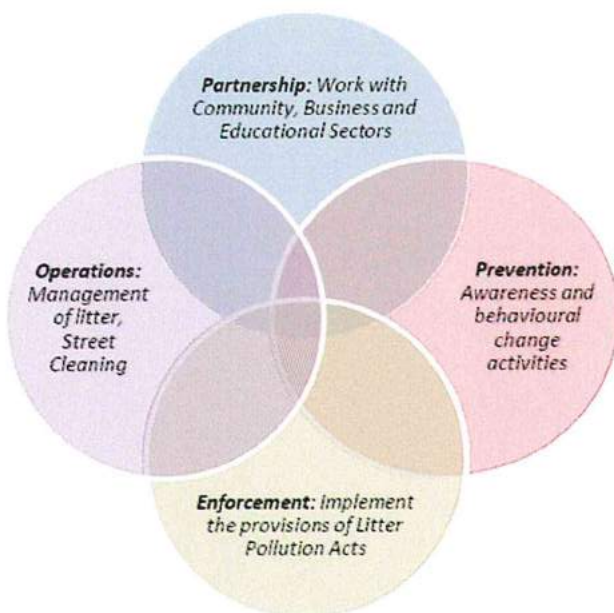 Partnership: Work with
Community, Business and
Educational Sectors
Operations:
Management
of litter,
Street
Cleaning
Prevention:
Awareness and
behavioural
change
activities
Enforcement: Implement
the provisions of Litter
Pollution Acts